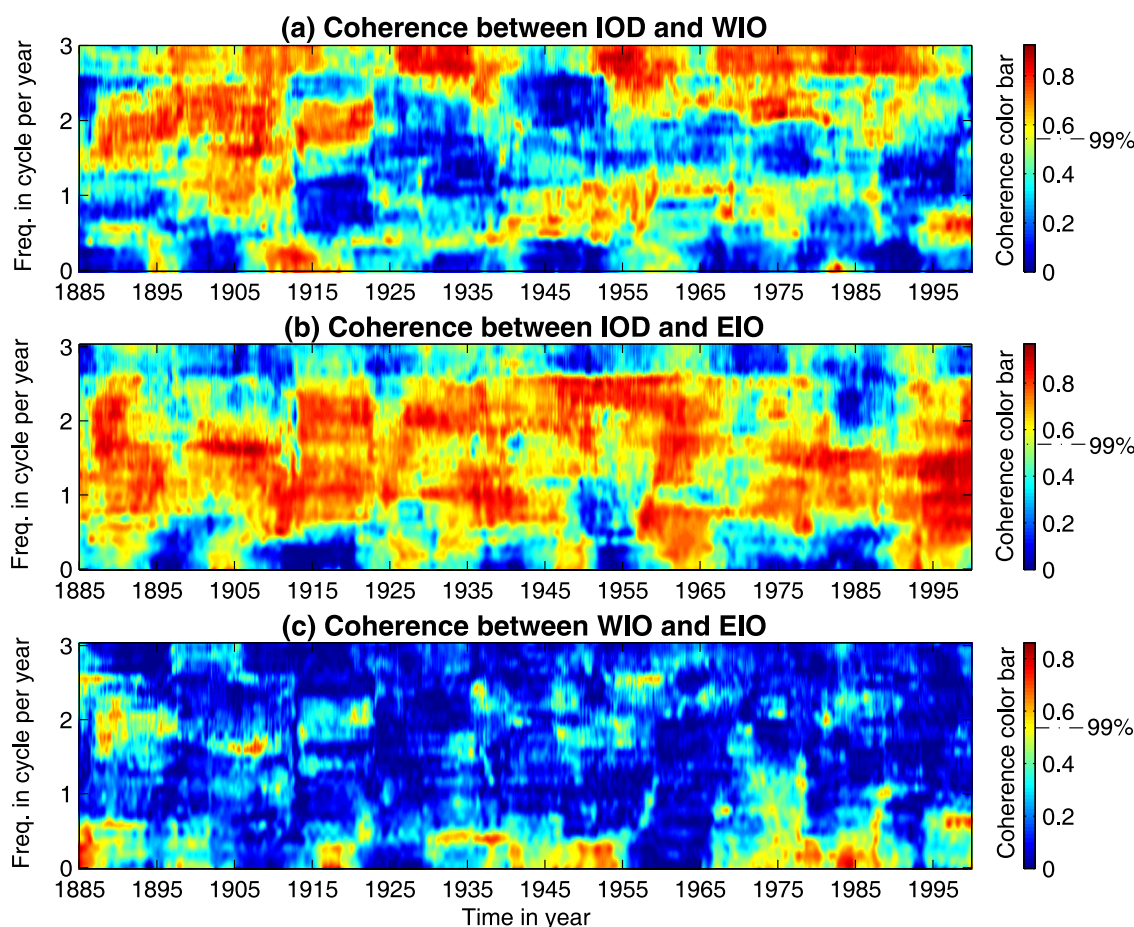 (a) Coherence between IOD and WIO
Freq. in cycle per year
3
2
1
0
1885 1895 1905 1915 1925 1935 1945 1955 1965 1975 1985 1995
Coherence color bar
0.8
0.6
99%
0.4
0.2
0
(b) Coherence between IOD and EIO
Freq. in cycle per year
3
2
1
0
1885 1895 1905 1915 1925 1935 1945 1955 1965 1975 1985 1995
Coherence color bar
0.8
0.6
99%
0.4
0.2
0
(c) Coherence between WIO and EIO
Freq. in cycle per year
3
2
1
0
1885 1895 1905 1915 1925 1935 1945 1955 1965 1975 1985 1995
Time in year
Coherence color bar
0.8
0.6
99%
0.4
0.2
0